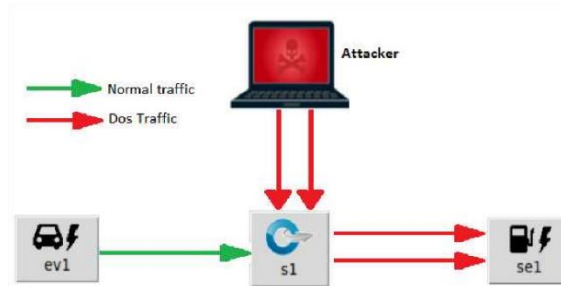 Attacker
Normal traffic
Dos Traffic
ev1
s1
se1